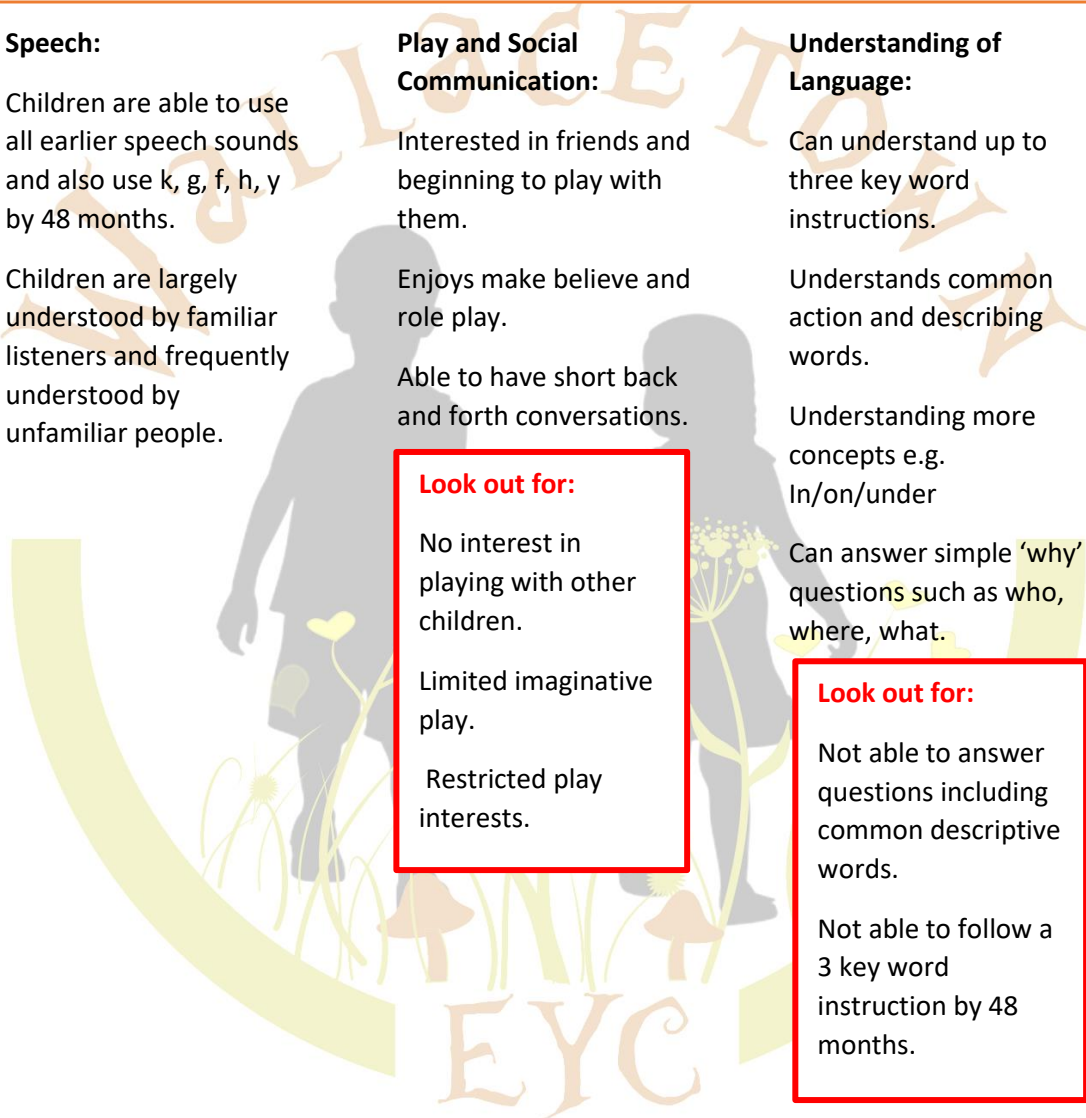 Speech:
Children are able to use
all earlier speech sounds
and also use k, g, f, h, y
by 48 months.
Children are largely
understood by familiar
listeners and frequently
understood by
unfamiliar people.
Play and Social
Communication:
Interested in friends and
beginning to play with
them.
Enjoys make believe and
role play.
Able to have short back
and forth conversations.
Look out for:
No interest in
playing with other
children.
Limited imaginative
play.
Restricted play
interests.
Understanding of
Language:
Can understand up to
three key word
instructions.
Understands common
action and describing
words.
Understanding more
concepts e.g.
In/on/under
Can answer simple ‘why’
questions such as who,
where, what.
Look out for:
Not able to answer
questions including
common descriptive
words.
Not able to follow a
3 key word
instruction by 48
months.
WallaceTown
EYC